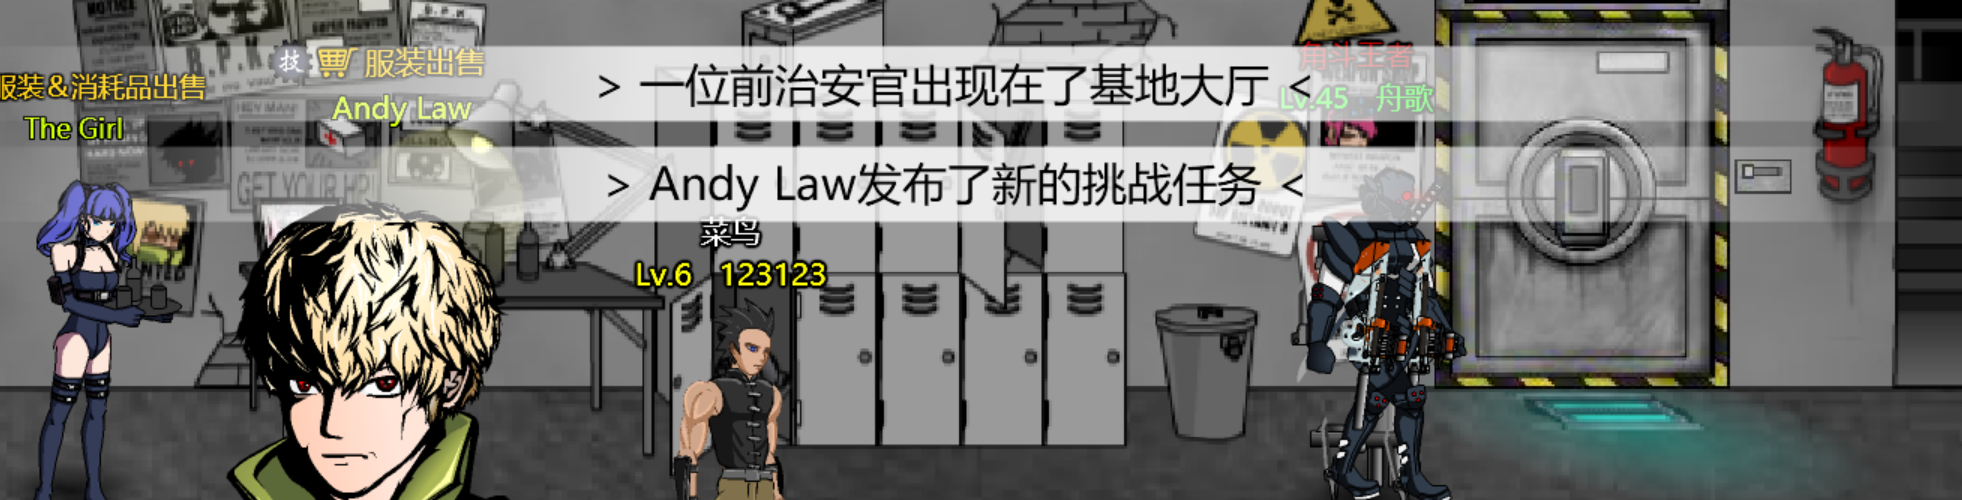 NOTICE
R.P.K
技 服装出售
服装＆消耗品出售
Andy Law
The Girl
> 一位前治安官出现在了基地大厅 <
角斗王者
Lv.45 舟歌
HEY MAN!
GET YOUR HP!
> Andy Law发布了新的挑战任务 <
菜鸟
Lv.6 123123